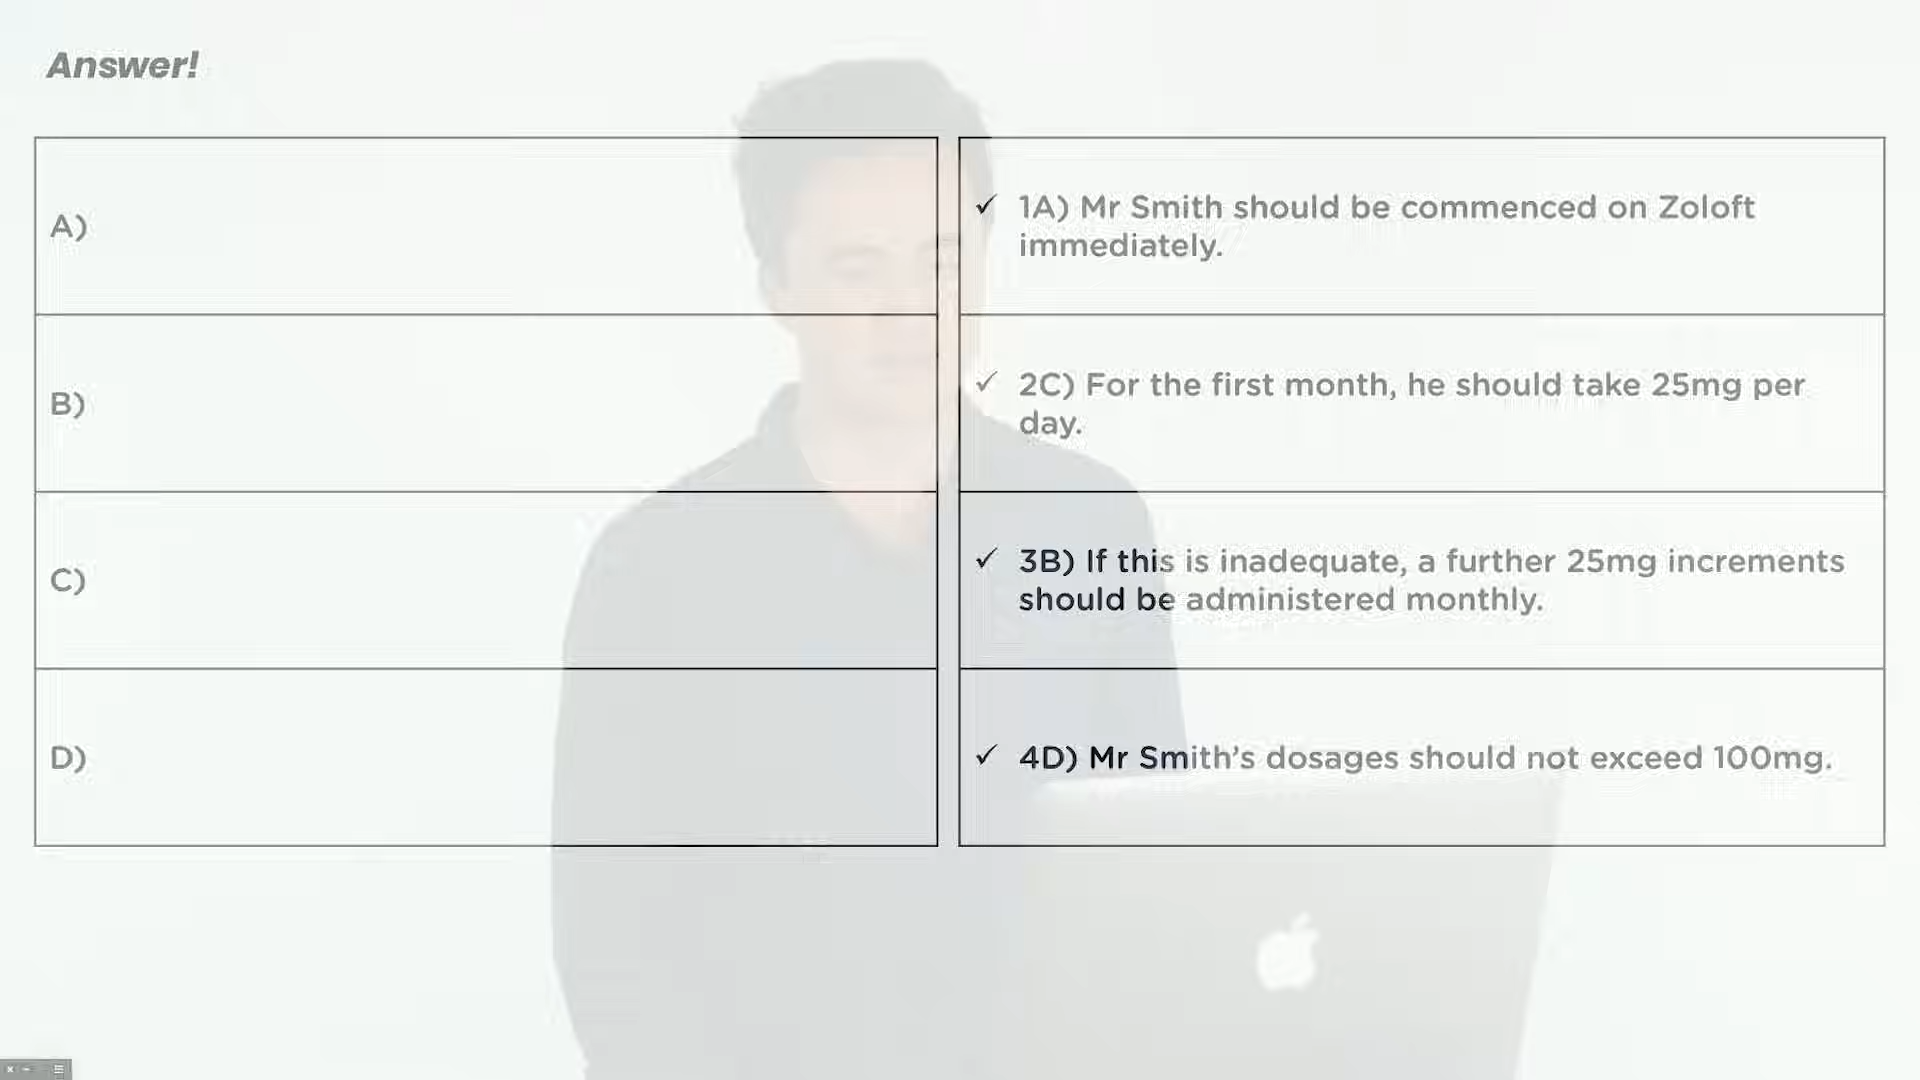 Answer!
A)
✓ 1A) Mr Smith should be commenced on Zoloft
immediately.
B)
✓ 2C) For the first month, he should take 25mg per
day.
C)
✓ 3B) If this is inadequate, a further 25mg increments
should be administered monthly.
D)
✓ 4D) Mr Smith’s dosages should not exceed 100mg.